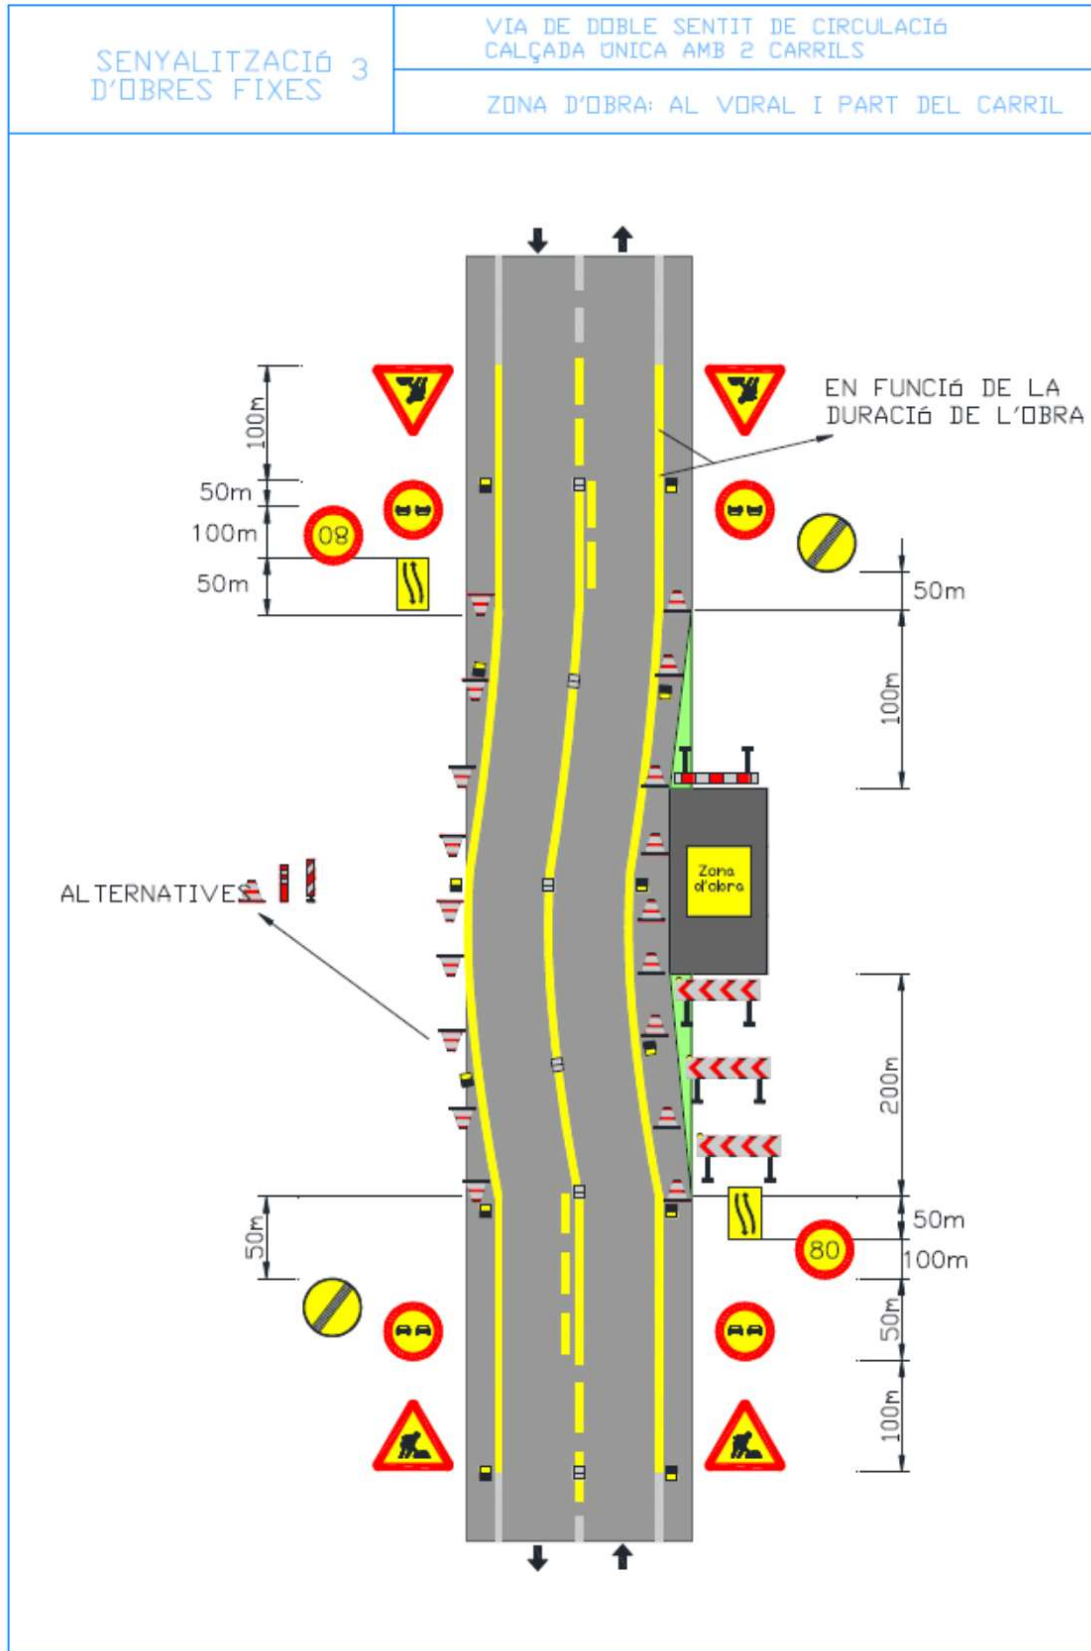 SENYALITZACIó 3
D'OBRES FIXES
VIA DE DOBLE SENTIT DE CIRCULACIó
CALÇADA ÚNICA AMB 2 CARRILS
ZONA D'OBRA: AL VORAL I PART DEL CARRIL
EN FUNCIÓ DE LA
DURACIÓ DE L'OBRA
100m
50m
100m
50m
80
50m
100m
Zona
d'obra
ALTERNATIVES
200m
50m
100m
80
50m
50m
100m